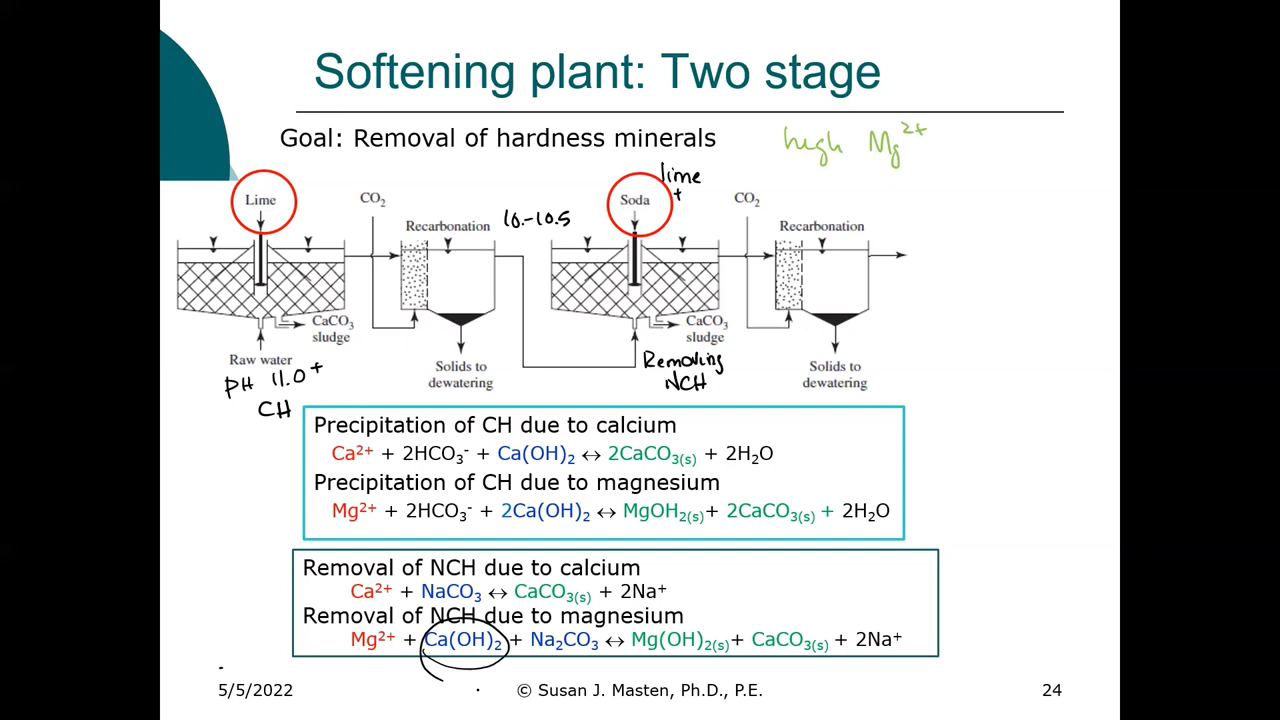 Softening plant: Two stage
Goal: Removal of hardness minerals
high Mg²⁺
lime
+
Lime
CO₂
Soda
CO₂
Recarbonation
10.-10.5
Recarbonation
CaCO₃
sludge
CaCO₃
sludge
Raw water
Solids to
dewatering
Removing
NCH
Solids to
dewatering
pH 11.0+
CH
Precipitation of CH due to calcium
Ca²⁺ + 2HCO₃⁻ + Ca(OH)₂ ↔ 2CaCO₃₍ₛ₎ + 2H₂O
Precipitation of CH due to magnesium
Mg²⁺ + 2HCO₃⁻ + 2Ca(OH)₂ ↔ MgOH₂₍ₛ₎+ 2CaCO₃₍ₛ₎ + 2H₂O
Removal of NCH due to calcium
Ca²⁺ + NaCO₃ ↔ CaCO₃₍ₛ₎ + 2Na⁺
Removal of NCH due to magnesium
Mg²⁺ + Ca(OH)₂ + Na₂CO₃ ↔ Mg(OH)₂₍ₛ₎+ CaCO₃₍ₛ₎ + 2Na⁺
5/5/2022
© Susan J. Masten, Ph.D., P.E.
24